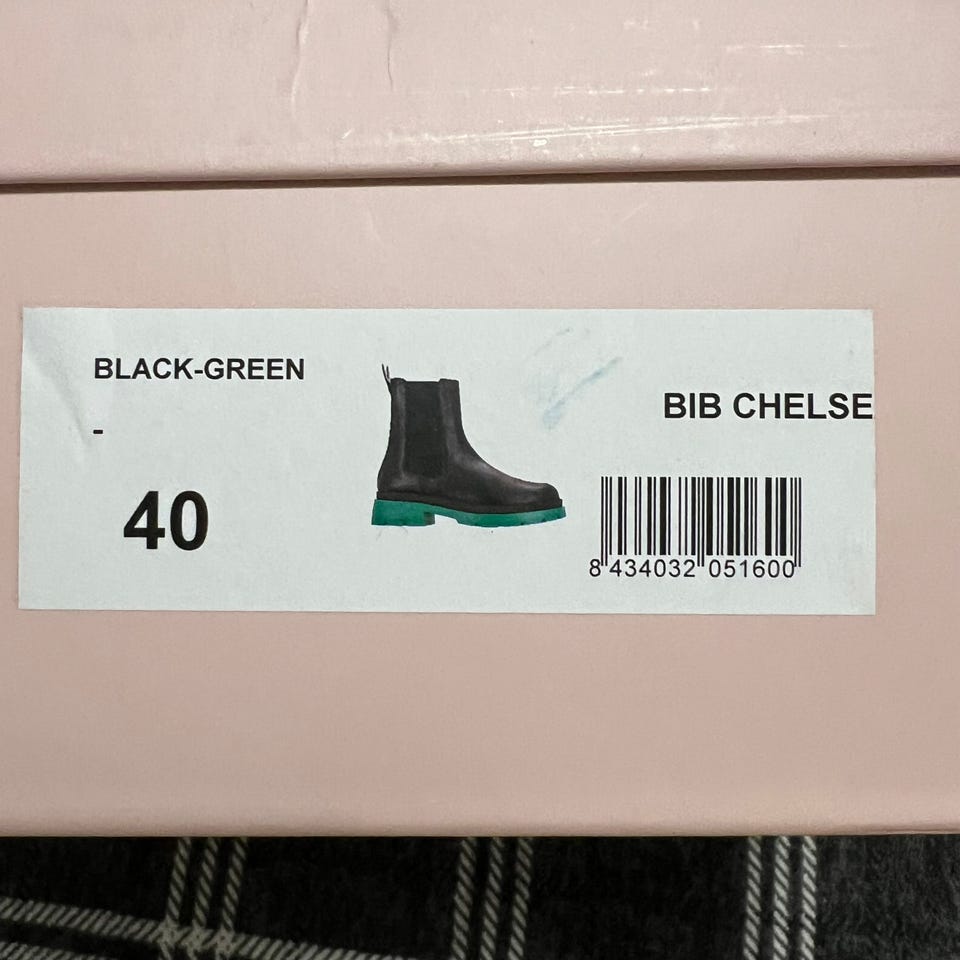 BLACK-GREEN
-
40
BIB CHELSE
8 434032 051600